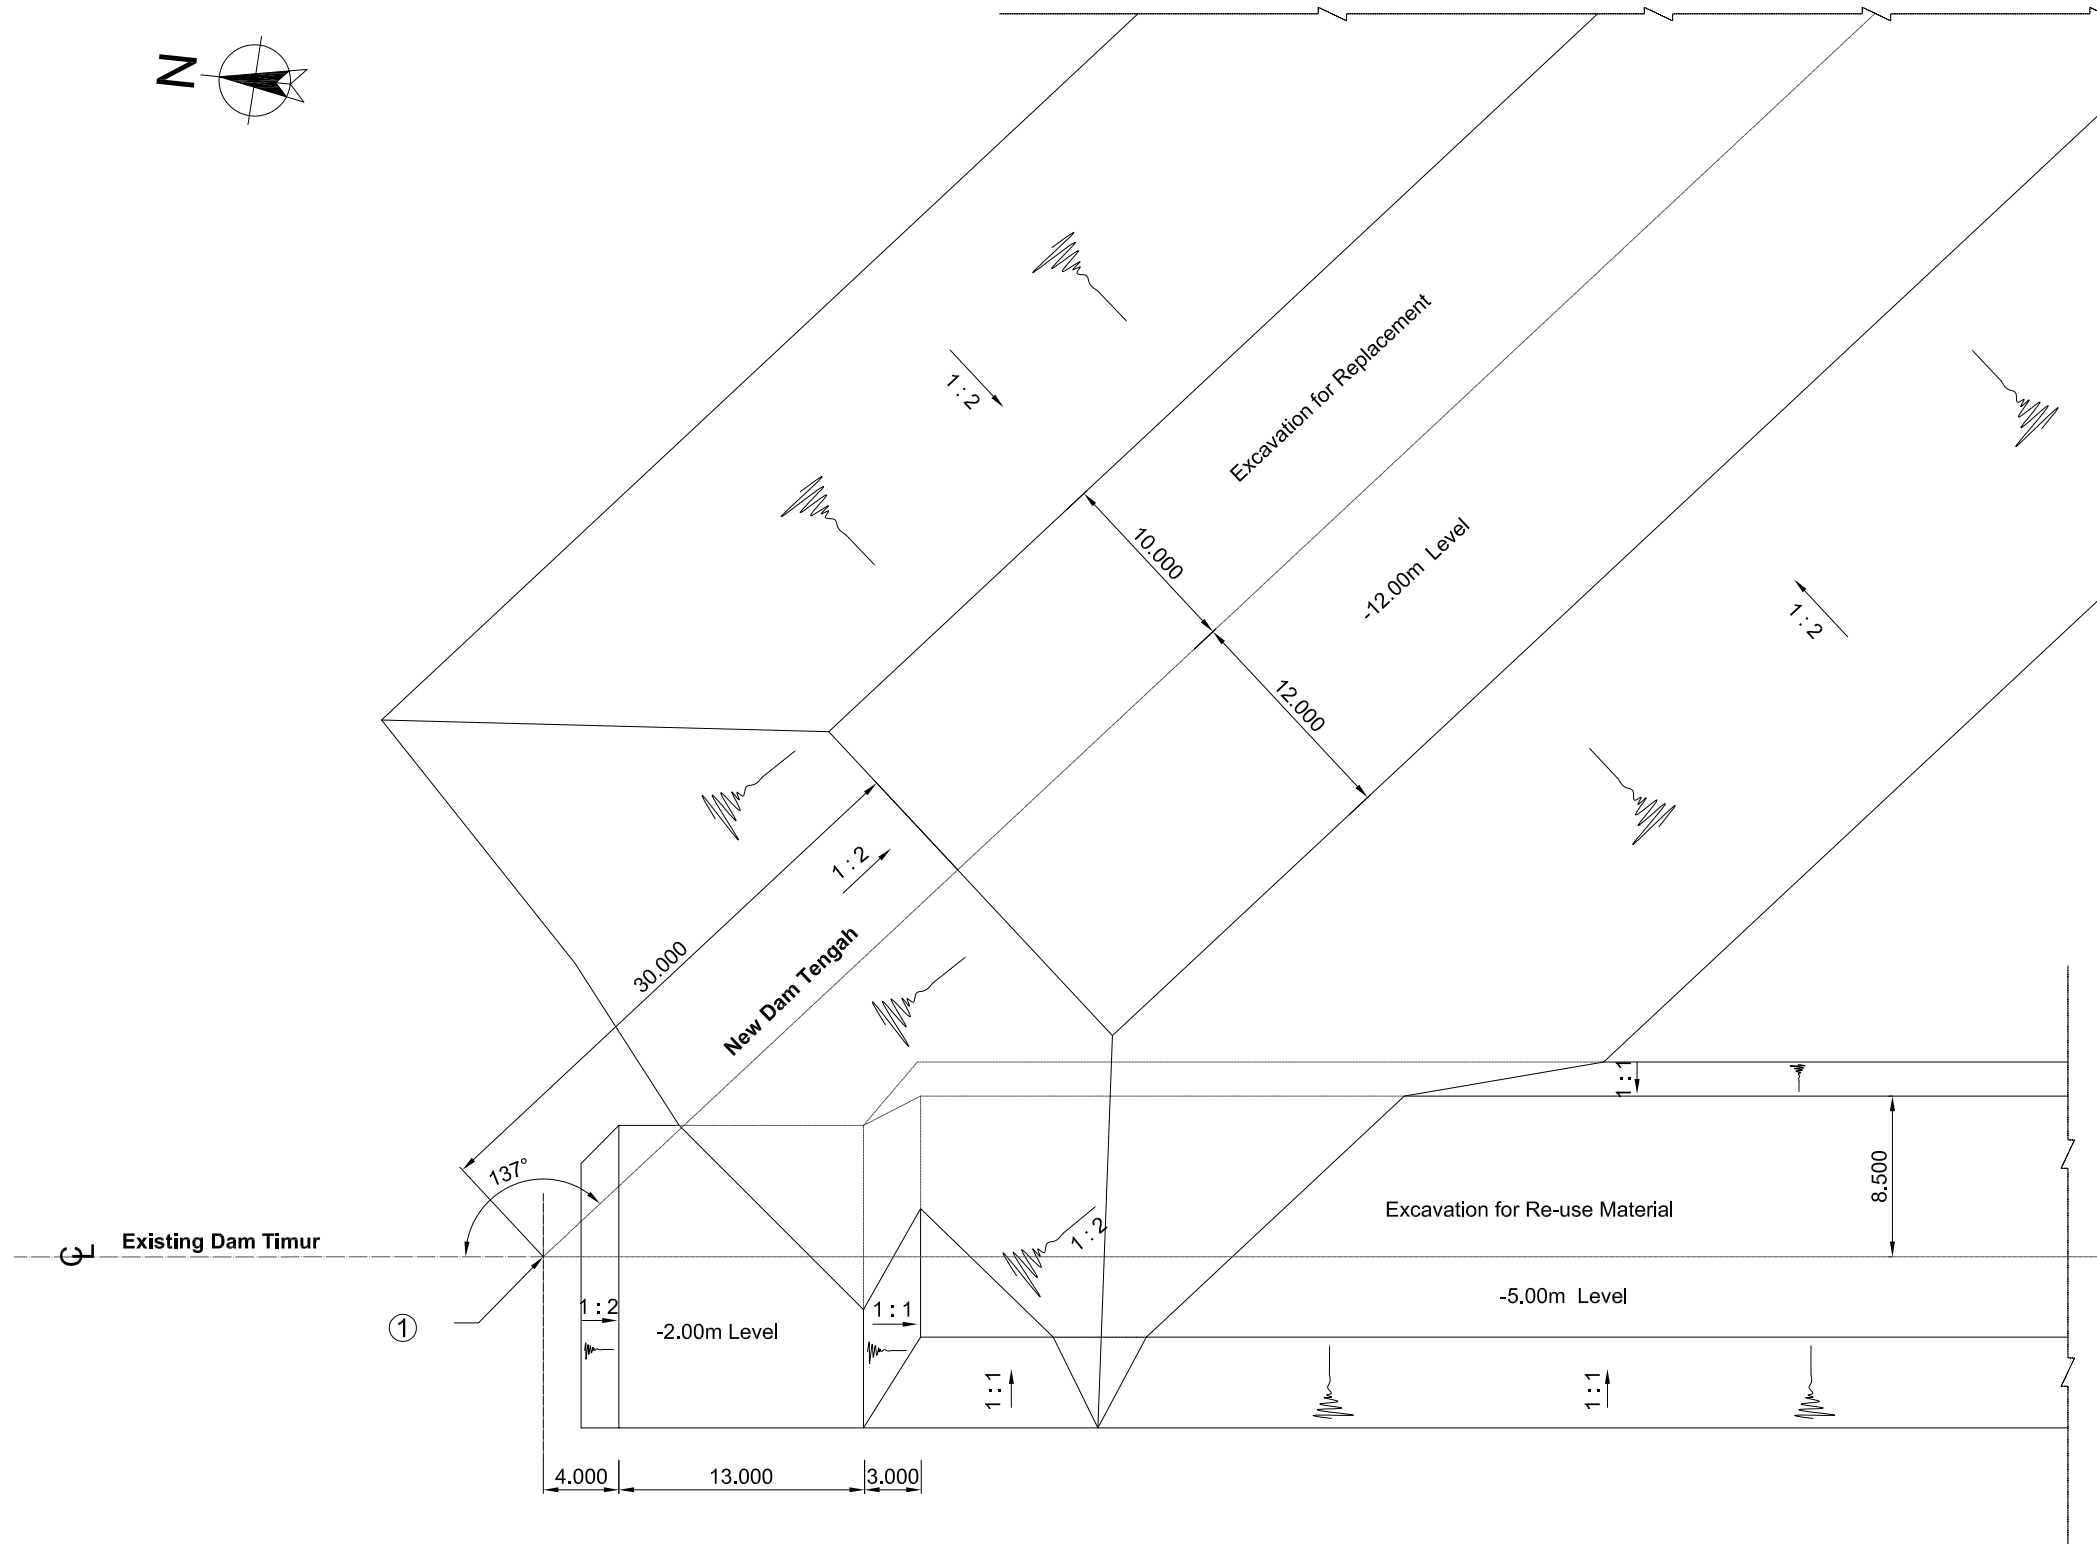 N
1 : 2
Excavation for Replacement
10.000
-12.00m Level
1 : 2
12.000
1 : 2
30.000
New Dam Tengah
1 : 1
137°
8.500
Excavation for Re-use Material
CL
Existing Dam Timur
1 : 2
-5.00m Level
1
1 : 2
-2.00m Level
1 : 1
1 : 1
1 : 1
4.000
13.000
3.000